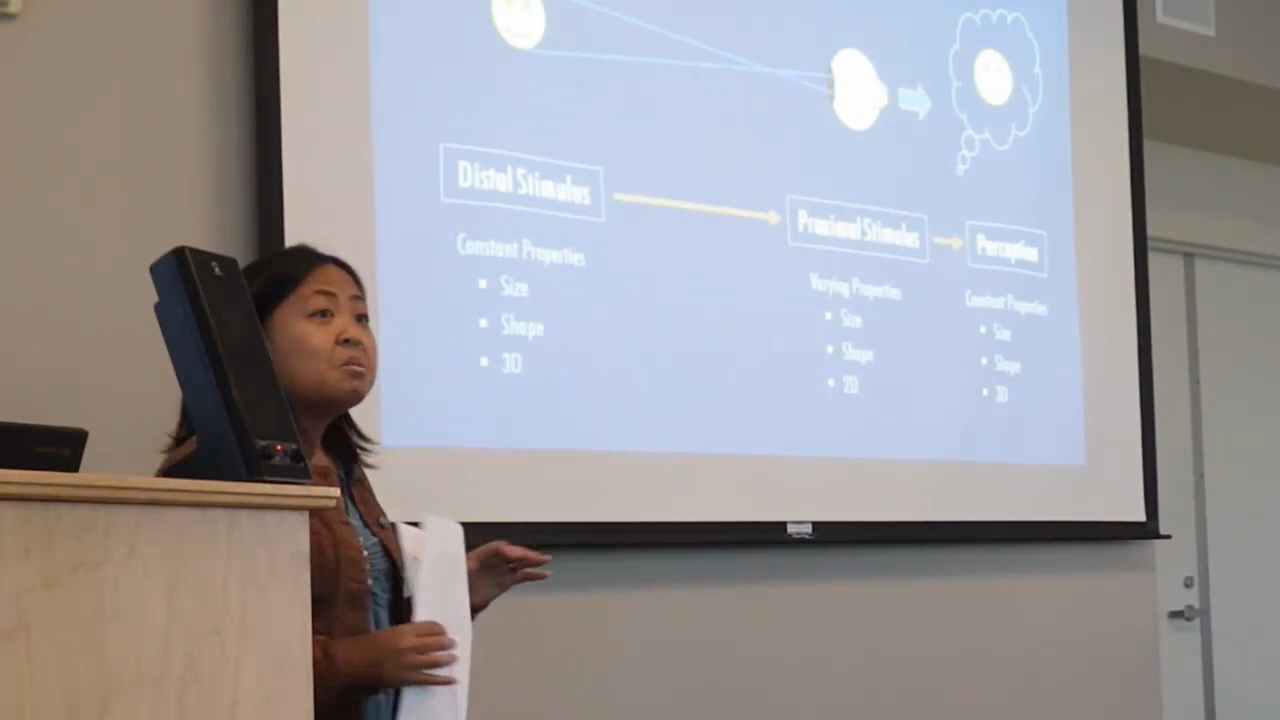 Distal Stimulus
Constant Properties
Size
Shape
3D
Proximal Stimulus
Varying Properties
Size
Shape
2D
Perception
Constant Properties
Size
Shape
3D